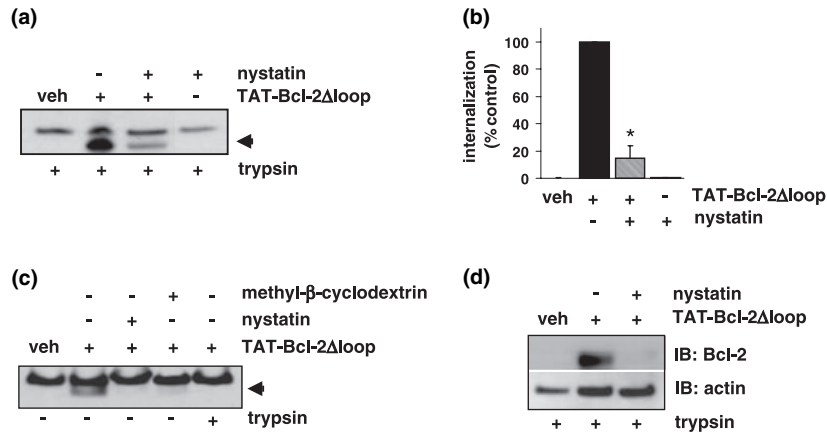 (a)
- + + nystatin
veh + + - TAT-Bcl-2Δloop
+ + + + trypsin
(b)
internalization
(% control)
100
80
60
40
20
0
*
veh + + - TAT-Bcl-2Δloop
- + + nystatin
(c)
- - + - methyl-β-cyclodextrin
- + - - nystatin
veh + + + + TAT-Bcl-2Δloop
- - - - + trypsin
(d)
- + nystatin
veh + + TAT-Bcl-2Δloop
IB: Bcl-2
IB: actin
+ + + trypsin